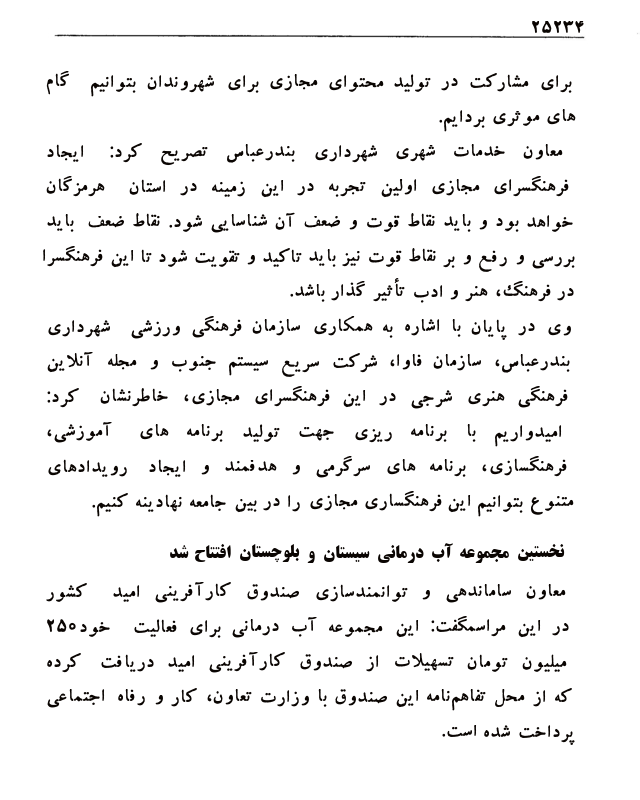 ۲۵۲۳۴
برای مشارکت در تولید محتوای مجازی برای شهروندان بتوانیم گام
های موثری بردایم.
معاون خدمات شهری شهرداری بندرعباس تصریح کرد: ایجاد
فرهنگسرای مجازی اولین تجربه در این زمینه در استان هرمزگان
خواهد بود و باید نقاط قوت و ضعف آن شناسایی شود. نقاط ضعف باید
بررسی و رفع و بر نقاط قوت نیز باید تاکید و تقویت شود تا این فرهنگسرا
در فرهنگ، هنر و ادب تأثیر گذار باشد.
وی در پایان با اشاره به همکاری سازمان فرهنگی ورزشی شهرداری
بندرعباس، سازمان فاوا، شرکت سریع سیستم جنوب و مجله آنلاین
فرهنگی هنری شرجی در این فرهنگسرای مجازی، خاطرنشان کرد:
امیدواریم با برنامه ریزی جهت تولید برنامه های آموزشی،
فرهنگسازی، برنامه های سرگرمی و هدفمند و ایجاد رویدادهای
متنوع بتوانیم این فرهنگساری مجازی را در بین جامعه نهادینه کنیم.
نخستین مجموعه آب درمانی سیستان و بلوچستان افتتاح شد
معاون ساماندهی و توانمندسازی صندوق کارآفرینی امید کشور
در این مراسمگفت: این مجموعه آب درمانی برای فعالیت خود۲۵۰
میلیون تومان تسهیلات از صندوق کارآفرینی امید دریافت کرده
که از محل تفاهم‌نامه این صندوق با وزارت تعاون، کار و رفاه اجتماعی
پرداخت شده است.